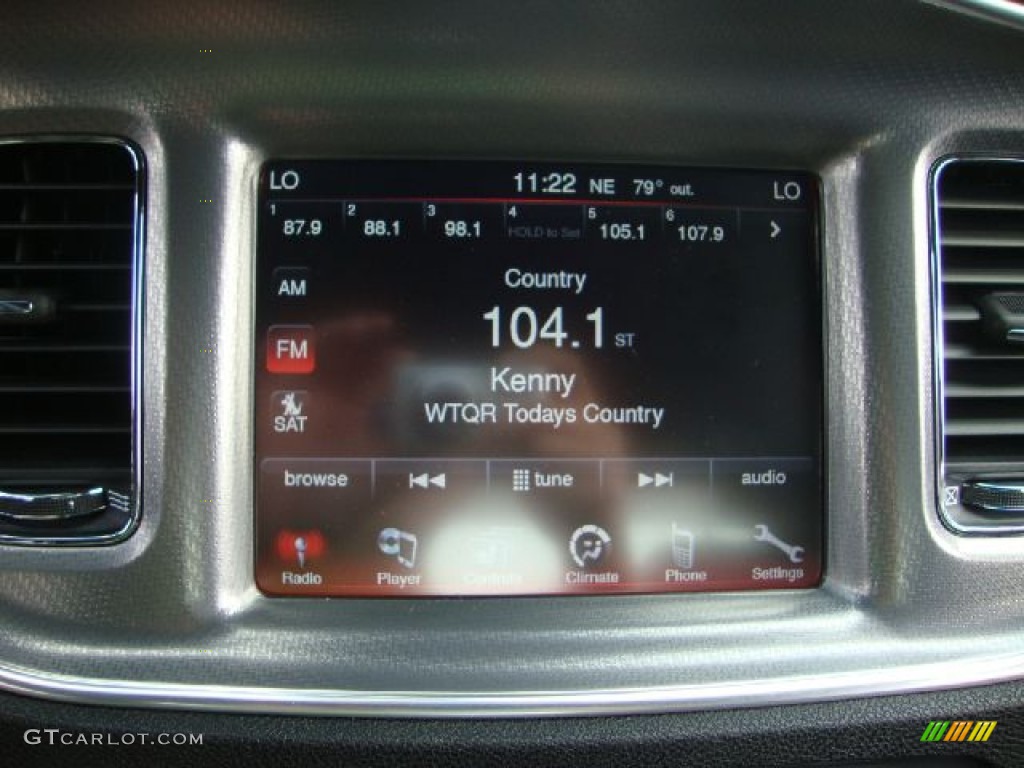 LO 11:22 NE 79° out. LO
1 2 3 4 5 6
87.9 88.1 98.1 HOLD to Set 105.1 107.9 >
AM
Country
FM
104.1 ST
Kenny
SAT
WTQR Todays Country
browse tune audio
Radio Player Controls Climate Phone Settings
GTCARLOT.COM